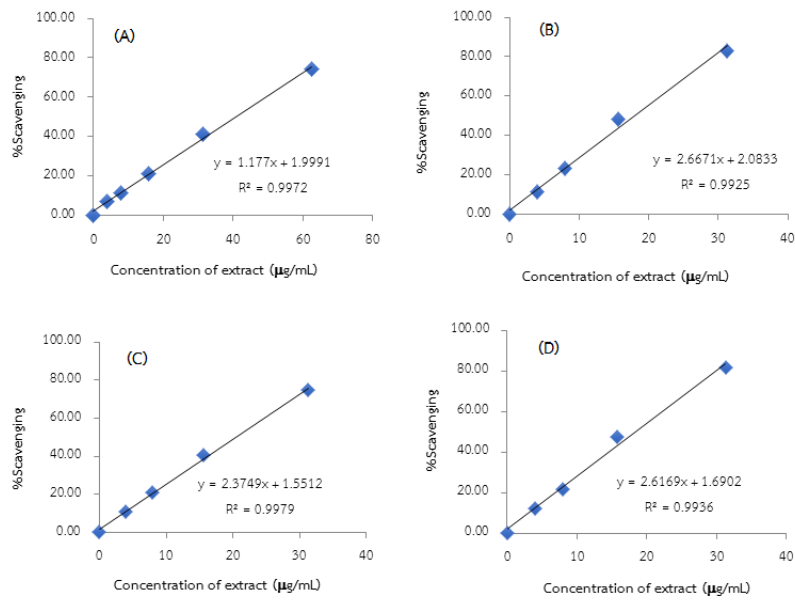 (A)
%Scavenging
100.00
80.00
60.00
40.00
20.00
0.00
y = 1.177x + 1.9991
R² = 0.9972
0 20 40 60 80
Concentration of extract (µg/mL)
(B)
%Scavenging
100.00
80.00
60.00
40.00
20.00
0.00
y = 2.6671x + 2.0833
R² = 0.9925
0 10 20 30 40
Concentration of extract (µg/mL)
(C)
%Scavenging
100.00
80.00
60.00
40.00
20.00
0.00
y = 2.3749x + 1.5512
R² = 0.9979
0 10 20 30 40
Concentration of extract (µg/mL)
(D)
%Scavenging
100.00
80.00
60.00
40.00
20.00
0.00
y = 2.6169x + 1.6902
R² = 0.9936
0 10 20 30 40
Concentration of extract (µg/mL)